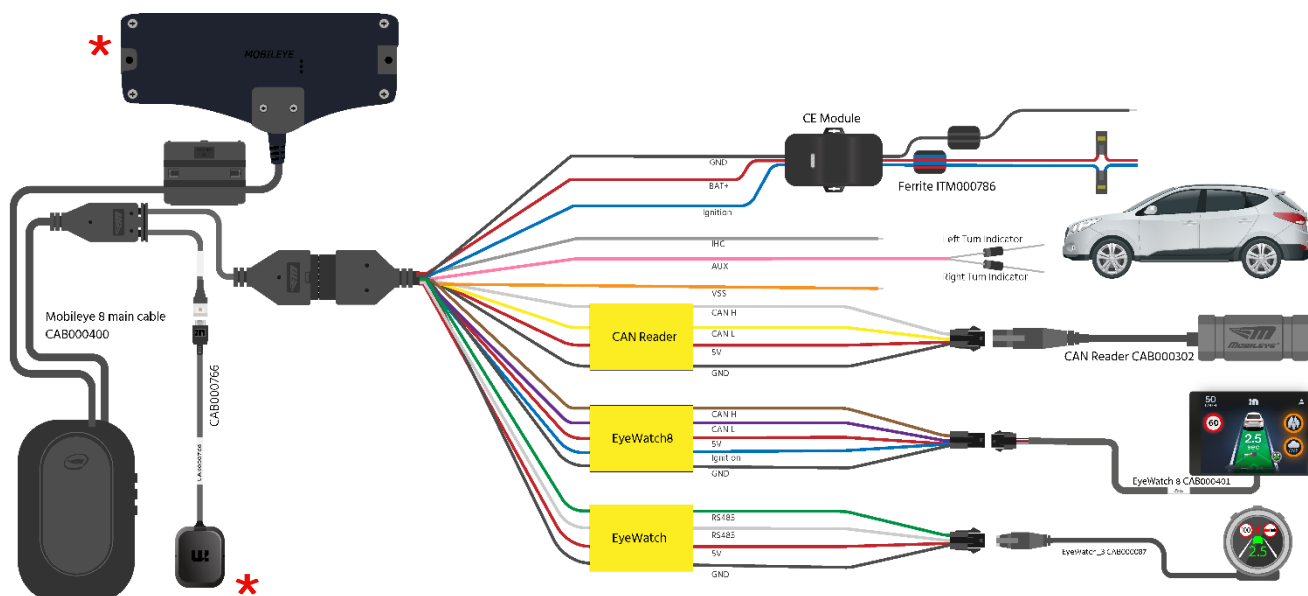 *
MOBILEYE
CE Module
GND
BAT+
Ignition
Ferrite ITM000786
IHC
AUX
VSS
Left Turn Indicator
Right Turn Indicator
Mobileye 8 main cable
CAB000400
CAB000766
CAN Reader
CAN H
CAN L
5V
GND
MOBILEYE
CAN Reader CAB000302
EyeWatch8
CAN H
CAN L
5V
Ignition
GND
50
60
2.5
EyeWatch 8 CAB000401
EyeWatch
RS485
RS485
5V
GND
EyeWatch_3 CAB000087
100
2.5
*